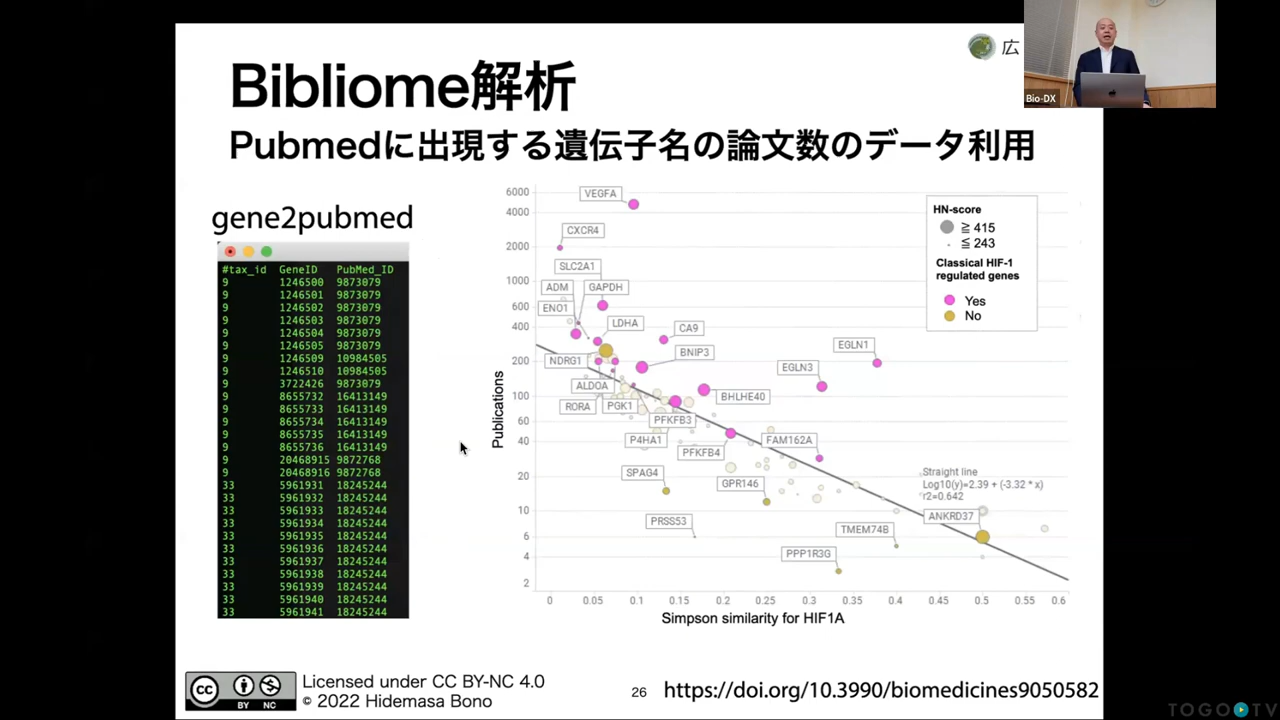 広
Bio-DX
Bibliome解析
Pubmedに出現する遺伝子名の論文数のデータ利用
gene2pubmed
#tax_id GeneID PubMed_ID
9 1246500 9873079
9 1246501 9873079
9 1246502 9873079
9 1246503 9873079
9 1246504 9873079
9 1246505 9873079
9 1246509 10984505
9 1246510 10984505
9 3722426 9873079
9 8655732 16413149
9 8655733 16413149
9 8655734 16413149
9 8655735 16413149
9 8655736 16413149
9 20468915 9872768
9 20468916 9872768
33 5961931 18245244
33 5961932 18245244
33 5961933 18245244
33 5961934 18245244
33 5961935 18245244
33 5961936 18245244
33 5961937 18245244
33 5961938 18245244
33 5961939 18245244
33 5961940 18245244
33 5961941 18245244
Publications
6000
4000
2000
1000
600
400
200
100
60
40
20
10
6
4
2
VEGFA
CXCR4
SLC2A1
ADM
GAPDH
ENO1
LDHA
CA9
NDRG1
BNIP3
EGLN1
EGLN3
ALDOA
RORA
PGK1
BHLHE40
PFKFB3
P4HA1
PFKFB4
FAM162A
SPAG4
GPR146
PRSS53
ANKRD37
TMEM74B
PPP1R3G
Straight line
Log10(y)=2.39 + (-3.32 * x)
r2=0.642
HN-score
≧ 415
≦ 243
Classical HIF-1
regulated genes
Yes
No
0 0.05 0.1 0.15 0.2 0.25 0.3 0.35 0.4 0.45 0.5 0.55 0.6
Simpson similarity for HIF1A
cc BY NC
Licensed under CC BY-NC 4.0
© 2022 Hidemasa Bono
26
https://doi.org/10.3990/biomedicines9050582
TOGO TV